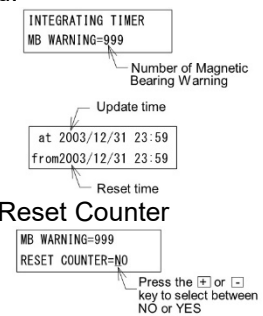 INTEGRATING TIMER
MB WARNING=999
Number of Magnetic
Bearing Warning
Update time
at 2003/12/31 23:59
from2003/12/31 23:59
Reset time
Reset Counter
MB WARNING=999
RESET COUNTER=NO
Press the + or -
key to select between
NO or YES